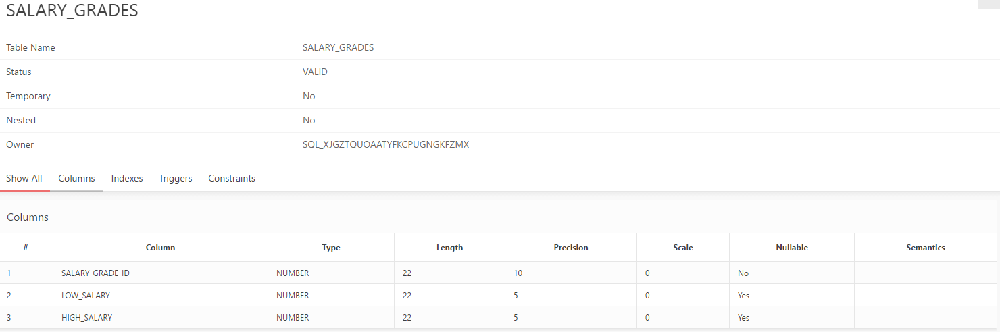 SALARY_GRADES
Table Name SALARY_GRADES
Status VALID
Temporary No
Nested No
Owner SQL_XJGZTQUOAATYFKCPUGNGKFZMX
Show All Columns Indexes Triggers Constraints
Columns
# Column Type Length Precision Scale Nullable Semantics
1 SALARY_GRADE_ID NUMBER 22 10 0 No
2 LOW_SALARY NUMBER 22 5 0 Yes
3 HIGH_SALARY NUMBER 22 5 0 Yes